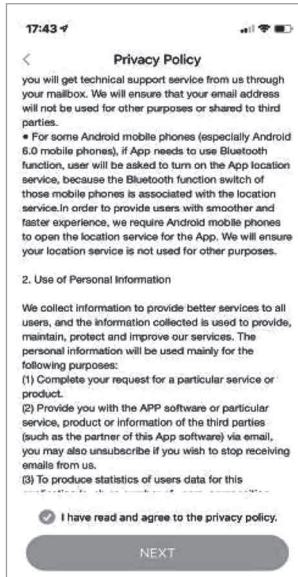 17:43
Privacy Policy
you will get technical support service from us through
your mailbox. We will ensure that your email address
will not be used for other purposes or shared to third
parties.
• For some Android mobile phones (especially Android
6.0 mobile phones), if App needs to use Bluetooth
function, user will be asked to turn on the App location
service, because the Bluetooth function switch of
those mobile phones is associated with the location
service.In order to provide users with smoother and
faster experience, we require Android mobile phones
to open the location service for the App. We will ensure
your location service is not used for other purposes.
2. Use of Personal Information
We collect information to provide better services to all
users, and the information collected is used to provide,
maintain, protect and improve our services. The
personal information will be used mainly for the
following purposes:
(1) Complete your request for a particular service or
product.
(2) Provide you with the APP software or particular
service, product or information of the third parties
(such as the partner of this App software) via email,
you may also unsubscribe if you wish to stop receiving
emails from us.
(3) To produce statistics of users data for this
I have read and agree to the privacy policy.
NEXT